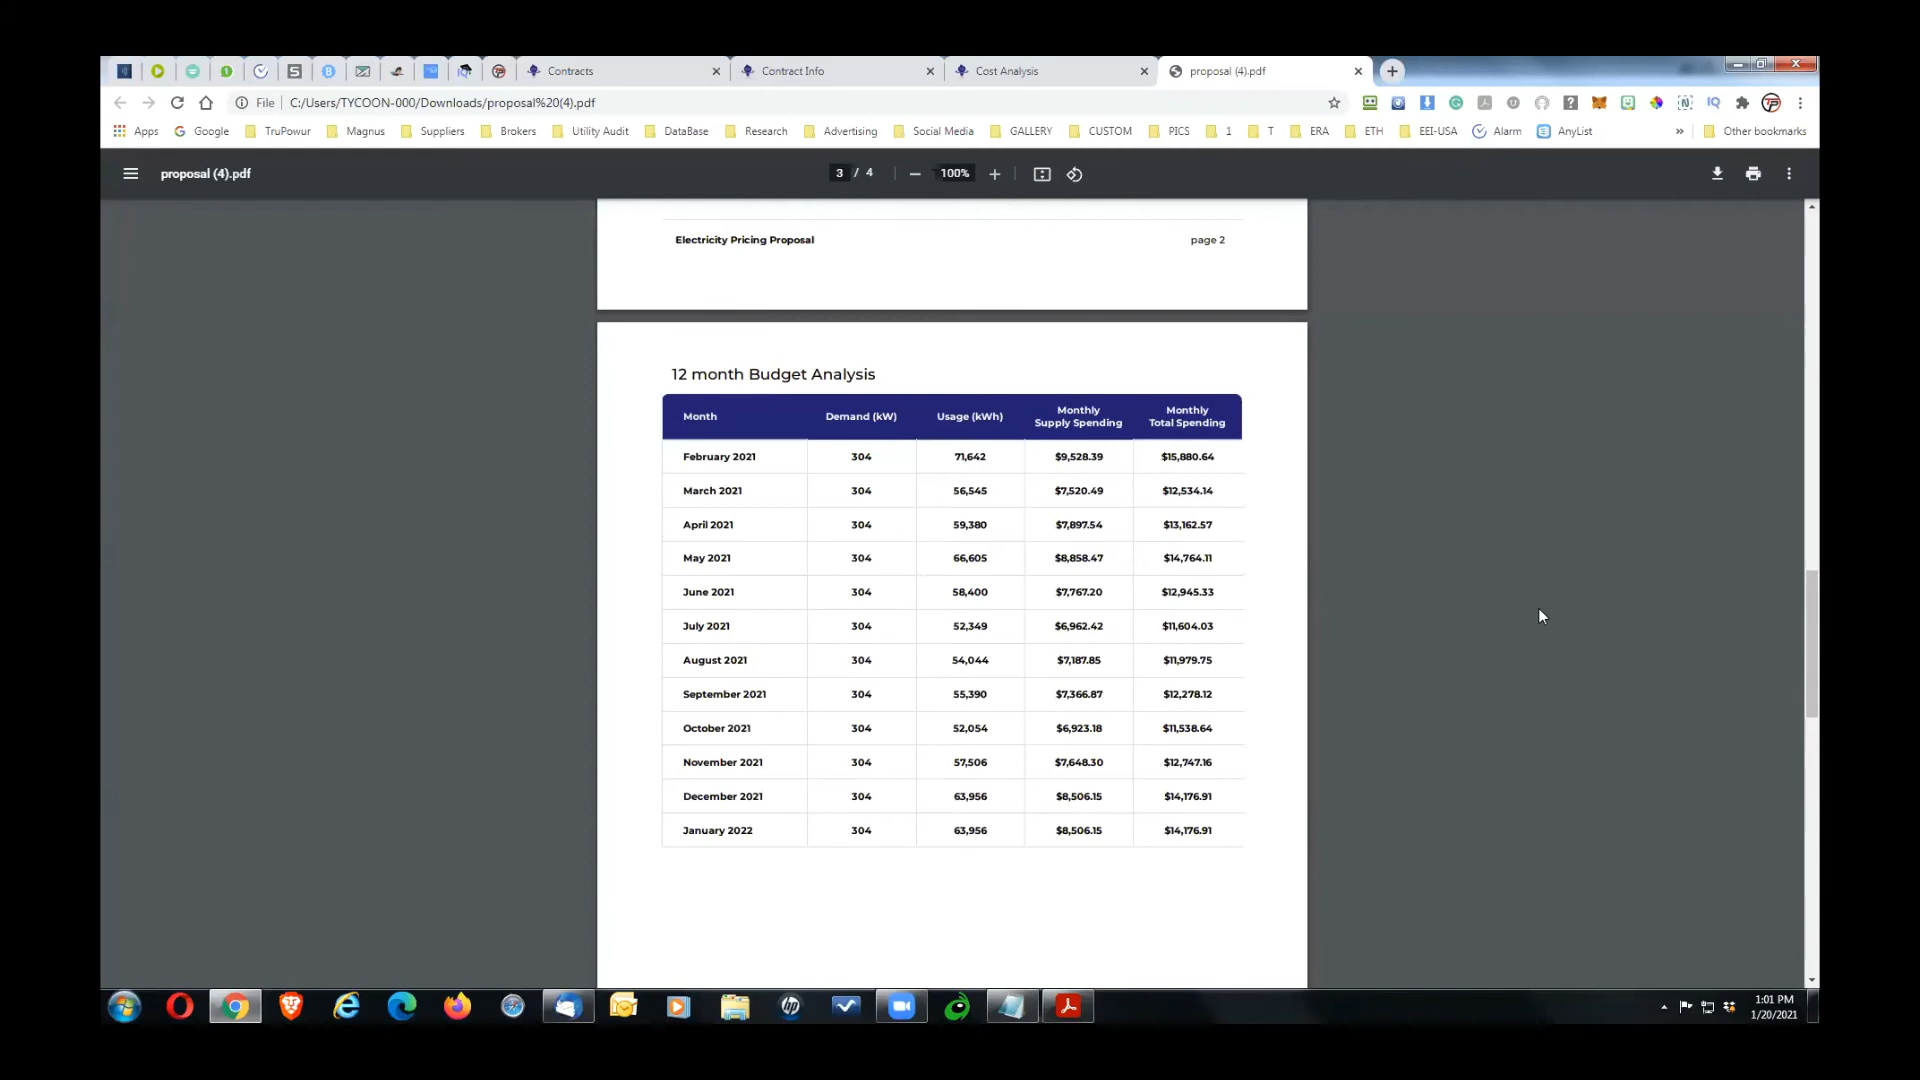 Contracts
Contract Info
Cost Analysis
proposal (4).pdf
File
C:/Users/TYCOON-000/Downloads/proposal%20(4).pdf
Apps
Google
TruPowur
Magnus
Suppliers
Brokers
Utility Audit
DataBase
Research
Advertising
Social Media
GALLERY
CUSTOM
PICS
1
T
ERA
ETH
EEI-USA
Alarm
AnyList
»
Other bookmarks
proposal (4).pdf
3 / 4
100%
Electricity Pricing Proposal
page 2
12 month Budget Analysis
Month Demand (kW) Usage (kWh) Monthly Supply Spending Monthly Total Spending
February 2021 304 71,642 $9,528.39 $15,880.64
March 2021 304 56,545 $7,520.49 $12,534.14
April 2021 304 59,380 $7,897.54 $13,162.57
May 2021 304 66,605 $8,858.47 $14,764.11
June 2021 304 58,400 $7,767.20 $12,945.33
July 2021 304 52,349 $6,962.42 $11,604.03
August 2021 304 54,044 $7,187.85 $11,979.75
September 2021 304 55,390 $7,366.87 $12,278.12
October 2021 304 52,054 $6,923.18 $11,538.64
November 2021 304 57,506 $7,648.30 $12,747.16
December 2021 304 63,956 $8,506.15 $14,176.91
January 2022 304 63,956 $8,506.15 $14,176.91
1:01 PM
1/20/2021